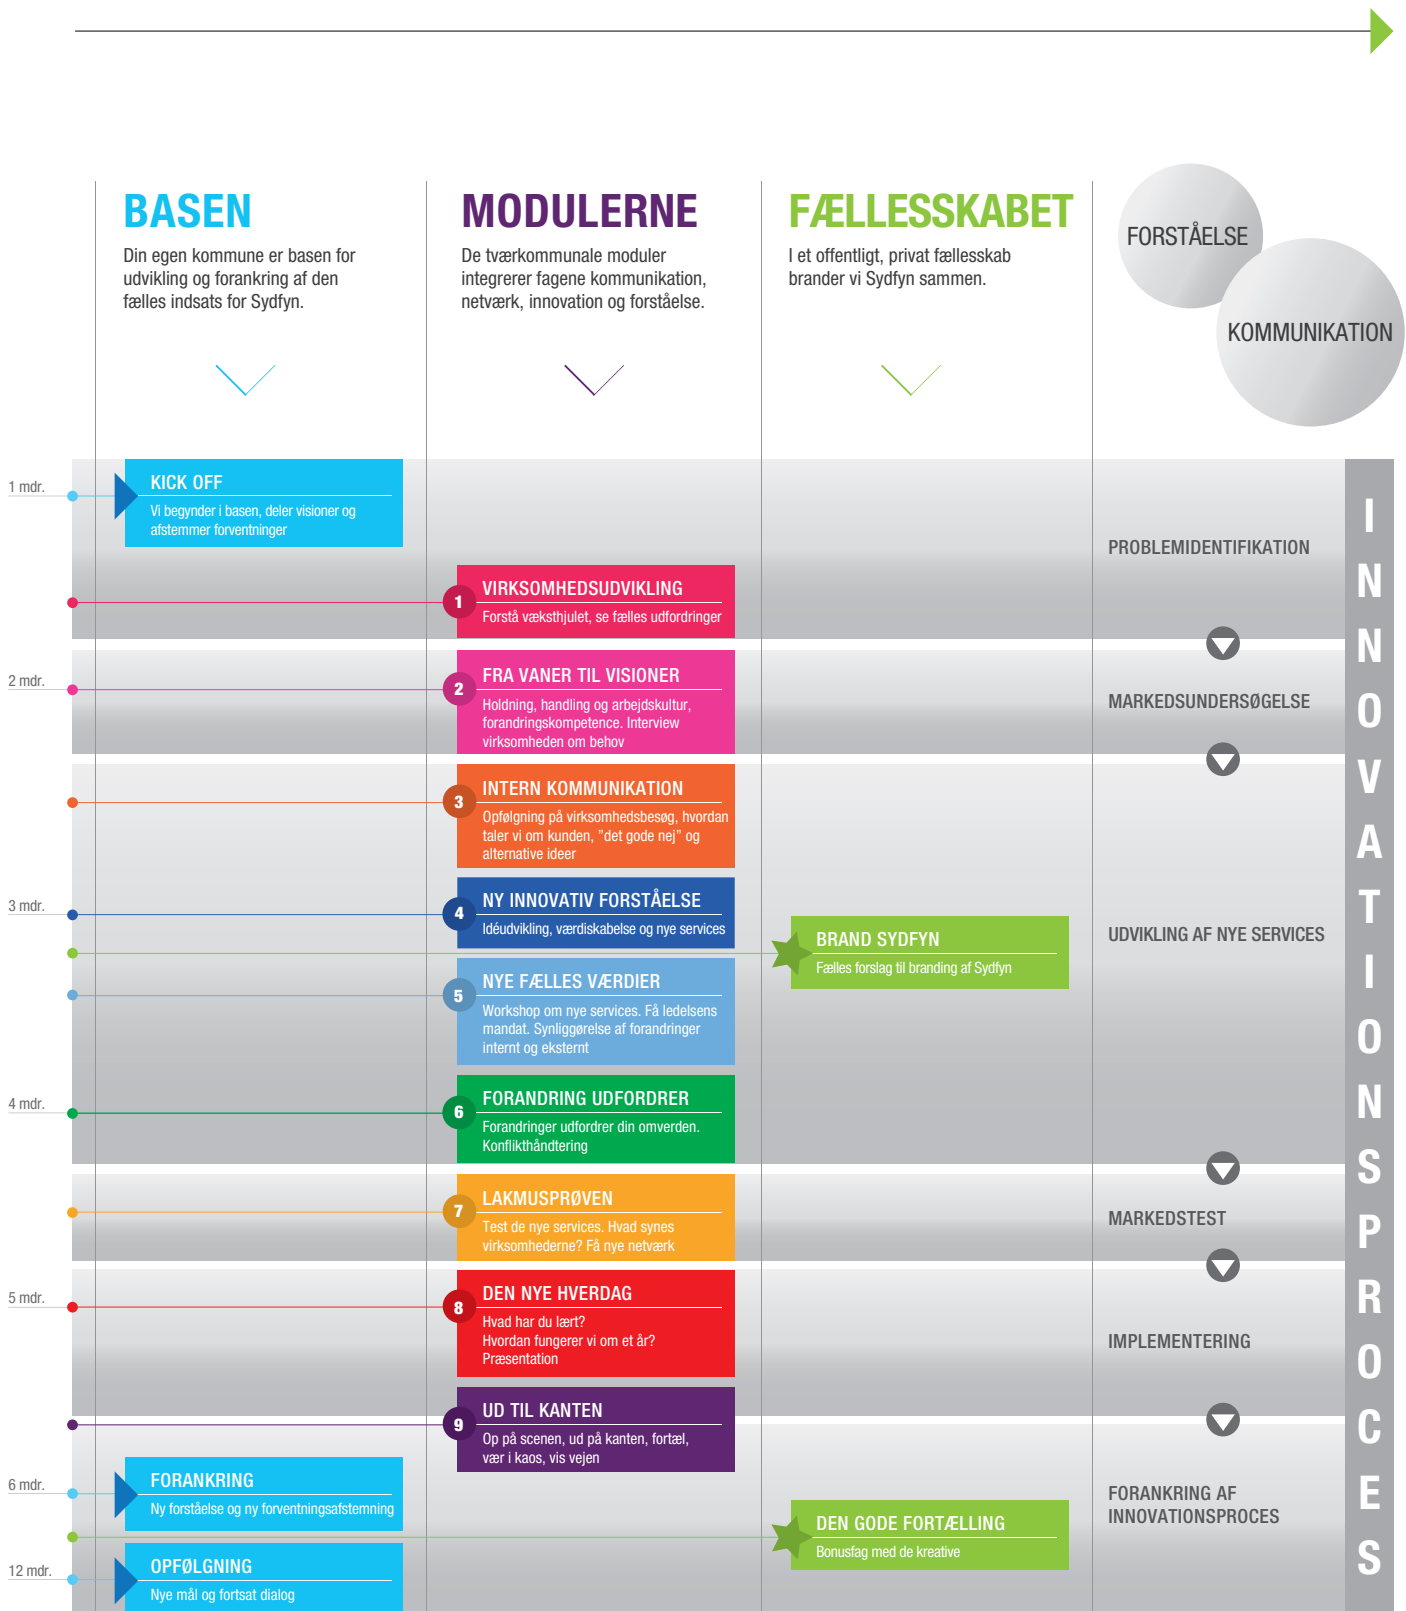 BASEN
Din egen kommune er basen for
udvikling og forankring af den
fælles indsats for Sydfyn.
MODULERNE
De tværkommunale moduler
integrerer fagene kommunikation,
netværk, innovation og forståelse.
FÆLLESSKABET
I et offentligt, privat fællesskab
brander vi Sydfyn sammen.
FORSTÅELSE
KOMMUNIKATION
1 mdr.
KICK OFF
Vi begynder i basen, deler visioner og
afstemmer forventninger
PROBLEMIDENTIFIKATION
1
VIRKSOMHEDSUDVIKLING
Forstå væksthjulet, se fælles udfordringer
2 mdr.
2
FRA VANER TIL VISIONER
Holdning, handling og arbejdskultur,
forandringskompetence. Interview
virksomheden om behov
MARKEDSUNDERSØGELSE
3
INTERN KOMMUNIKATION
Opfølgning på virksomhedsbesøg, hvordan
taler vi om kunden, ”det gode nej” og
alternative ideer
3 mdr.
4
NY INNOVATIV FORSTÅELSE
Idéudvikling, værdiskabelse og nye services
BRAND SYDFYN
Fælles forslag til branding af Sydfyn
UDVIKLING AF NYE SERVICES
5
NYE FÆLLES VÆRDIER
Workshop om nye services. Få ledelsens
mandat. Synliggørelse af forandringer
internt og eksternt
4 mdr.
6
FORANDRING UDFORDRER
Forandringer udfordrer din omverden.
Konflikthåndtering
7
LAKMUSPRØVEN
Test de nye services. Hvad synes
virksomhederne? Få nye netværk
MARKEDSTEST
5 mdr.
8
DEN NYE HVERDAG
Hvad har du lært?
Hvordan fungerer vi om et år?
Præsentation
IMPLEMENTERING
9
UD TIL KANTEN
Op på scenen, ud på kanten, fortæl,
vær i kaos, vis vejen
6 mdr.
FORANKRING
Ny forståelse og ny forventningsafstemning
DEN GODE FORTÆLLING
Bonusfag med de kreative
FORANKRING AF
INNOVATIONSPROCES
12 mdr.
OPFØLGNING
Nye mål og fortsat dialog
INNOVATIONSPROCES